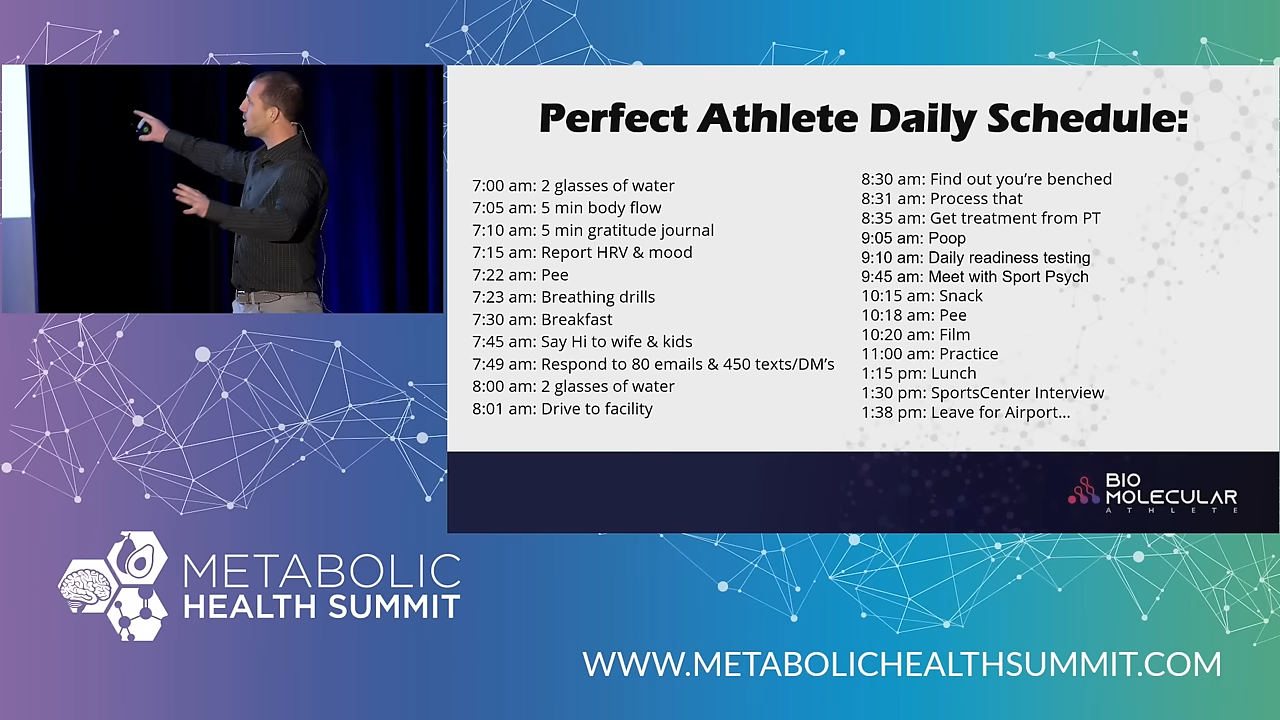 Perfect Athlete Daily Schedule:
7:00 am: 2 glasses of water
7:05 am: 5 min body flow
7:10 am: 5 min gratitude journal
7:15 am: Report HRV & mood
7:22 am: Pee
7:23 am: Breathing drills
7:30 am: Breakfast
7:45 am: Say Hi to wife & kids
7:49 am: Respond to 80 emails & 450 texts/DM's
8:00 am: 2 glasses of water
8:01 am: Drive to facility
8:30 am: Find out you're benched
8:31 am: Process that
8:35 am: Get treatment from PT
9:05 am: Poop
9:10 am: Daily readiness testing
9:45 am: Meet with Sport Psych
10:15 am: Snack
10:18 am: Pee
10:20 am: Film
11:00 am: Practice
1:15 pm: Lunch
1:30 pm: SportsCenter Interview
1:38 pm: Leave for Airport...
BIO
MOLECULAR
ATHLETE
METABOLIC
HEALTH SUMMIT
WWW.METABOLICHEALTHSUMMIT.COM